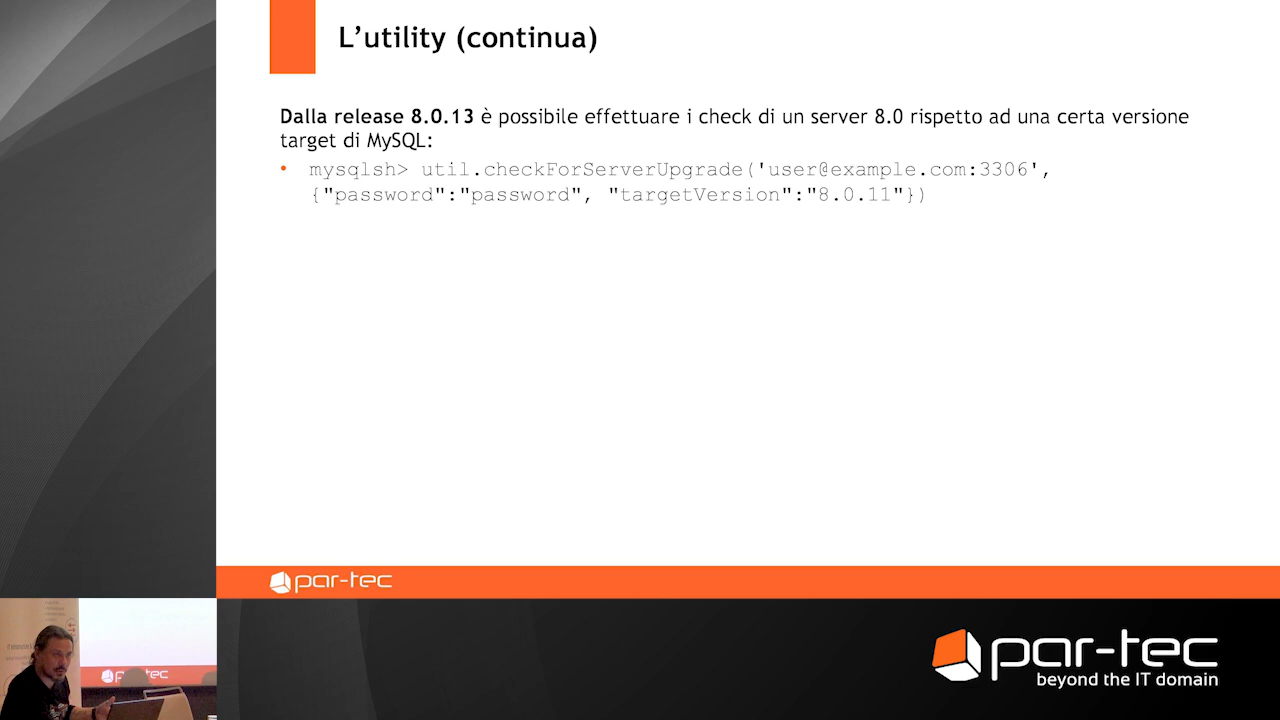 L’utility (continua)
Dalla release 8.0.13 è possibile effettuare i check di un server 8.0 rispetto ad una certa versione
target di MySQL:
• mysqlsh> util.checkForServerUpgrade('user@example.com:3306',
{"password":"password", "targetVersion":"8.0.11"})
par-tec
par-tec
par-tec
beyond the IT domain